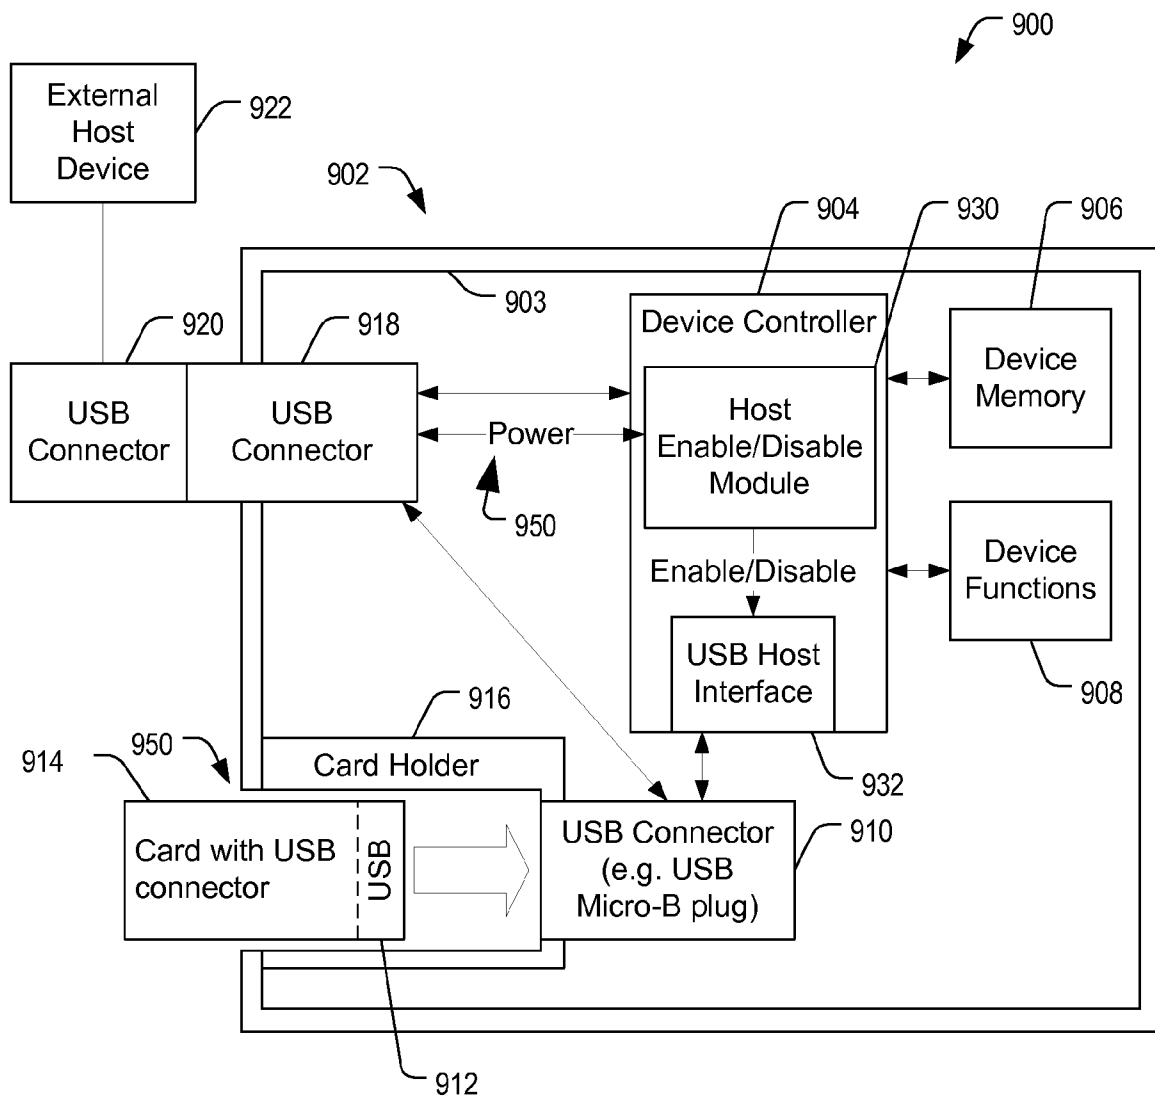 900
External
Host
Device
922
902
904
930
906
903
920
918
Device Controller
Device
Memory
USB
Connector
USB
Connector
Host
Enable/Disable
Module
Power
950
Enable/Disable
Device
Functions
USB Host
Interface
908
916
932
950
914
Card Holder
Card with USB
connector
USB
USB Connector
(e.g. USB
Micro-B plug)
910
912